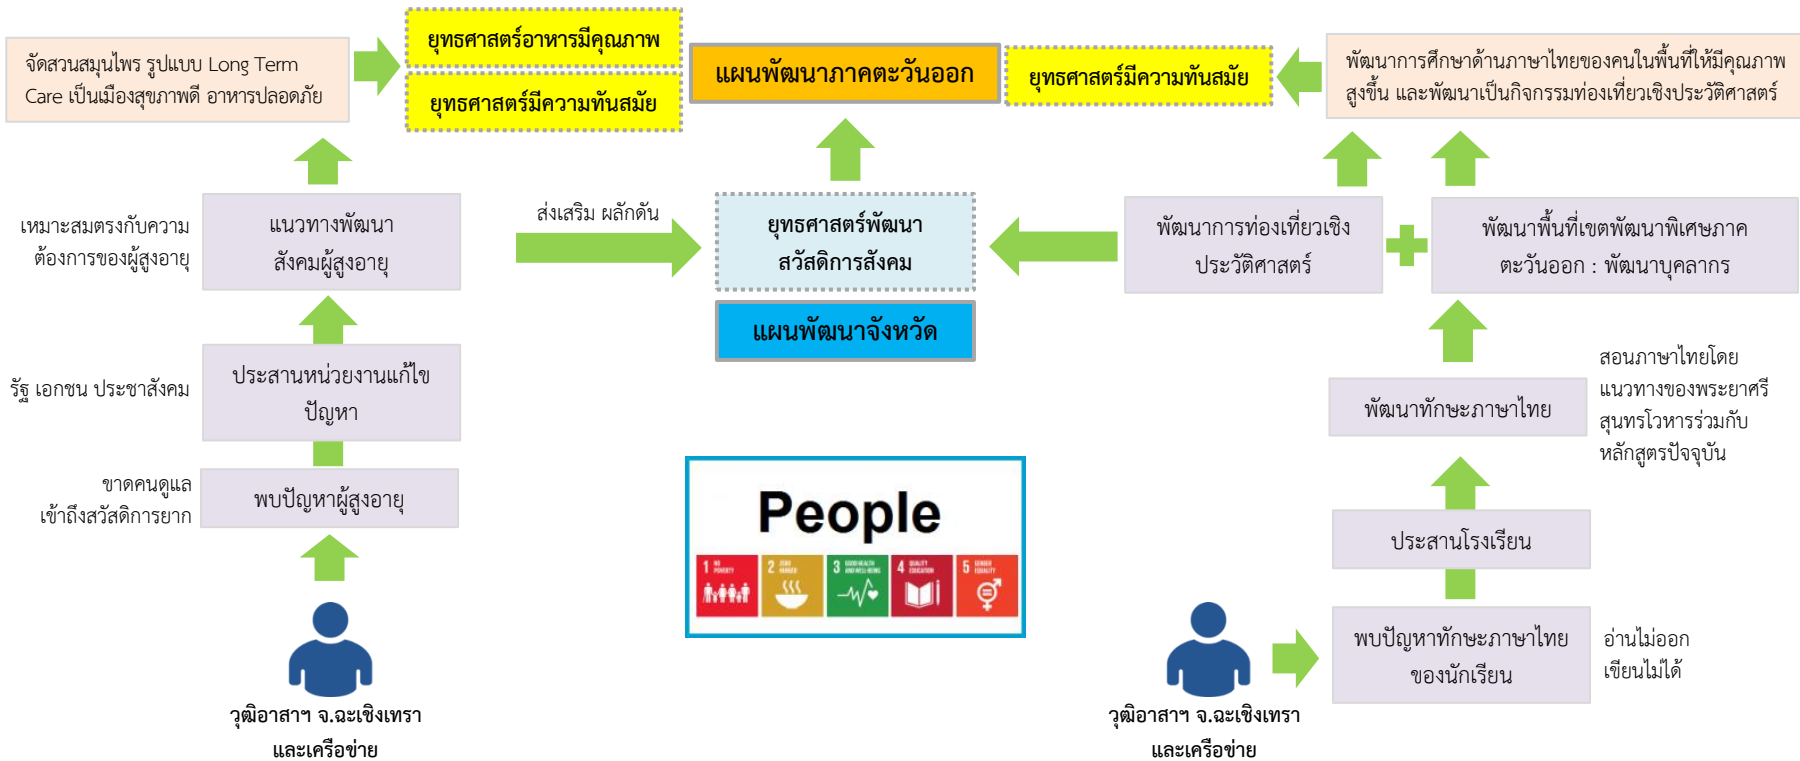 จัดสวนสมุนไพร รูปแบบ Long Term
Care เป็นเมืองสุขภาพดี อาหารปลอดภัย
ยุทธศาสตร์อาหารมีคุณภาพ
ยุทธศาสตร์มีความทันสมัย
แผนพัฒนาภาคตะวันออก
ยุทธศาสตร์มีความทันสมัย
พัฒนาการศึกษาด้านภาษาไทยของคนในพื้นที่ให้มีคุณภาพ
สูงขึ้น และพัฒนาเป็นกิจกรรมท่องเที่ยวเชิงประวัติศาสตร์
เหมาะสมตรงกับความ
ต้องการของผู้สูงอายุ
แนวทางพัฒนา
สังคมผู้สูงอายุ
ส่งเสริม ผลักดัน
ยุทธศาสตร์พัฒนา
สวัสดิการสังคม
แผนพัฒนาจังหวัด
พัฒนาการท่องเที่ยวเชิง
ประวัติศาสตร์
พัฒนาพื้นที่เขตพัฒนาพิเศษภาค
ตะวันออก : พัฒนาบุคลากร
รัฐ เอกชน ประชาสังคม
ประสานหน่วยงานแก้ไข
ปัญหา
พัฒนาทักษะภาษาไทย
สอนภาษาไทยโดย
แนวทางของพระยาศรี
สุนทรโวหารร่วมกับ
หลักสูตรปัจจุบัน
ขาดคนดูแล
เข้าถึงสวัสดิการยาก
พบปัญหาผู้สูงอายุ
People
1 NO
POVERTY
2 ZERO
HUNGER
3 GOOD HEALTH
AND WELL-BEING
4 QUALITY
EDUCATION
5 GENDER
EQUALITY
ประสานโรงเรียน
พบปัญหาทักษะภาษาไทย
ของนักเรียน
อ่านไม่ออก
เขียนไม่ได้
วุฒิอาสาฯ จ.ฉะเชิงเทรา
และเครือข่าย
วุฒิอาสาฯ จ.ฉะเชิงเทรา
และเครือข่าย